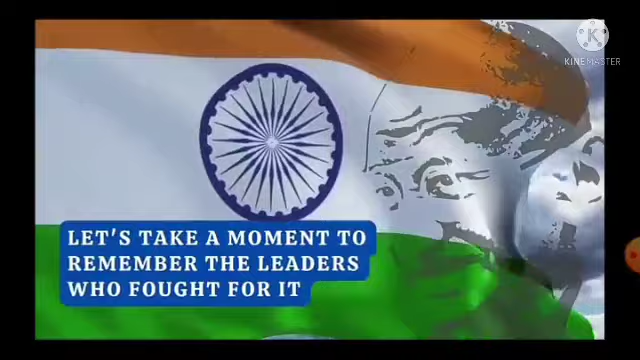 K
KINEMASTER
LET'S TAKE A MOMENT TO
REMEMBER THE LEADERS
WHO FOUGHT FOR IT